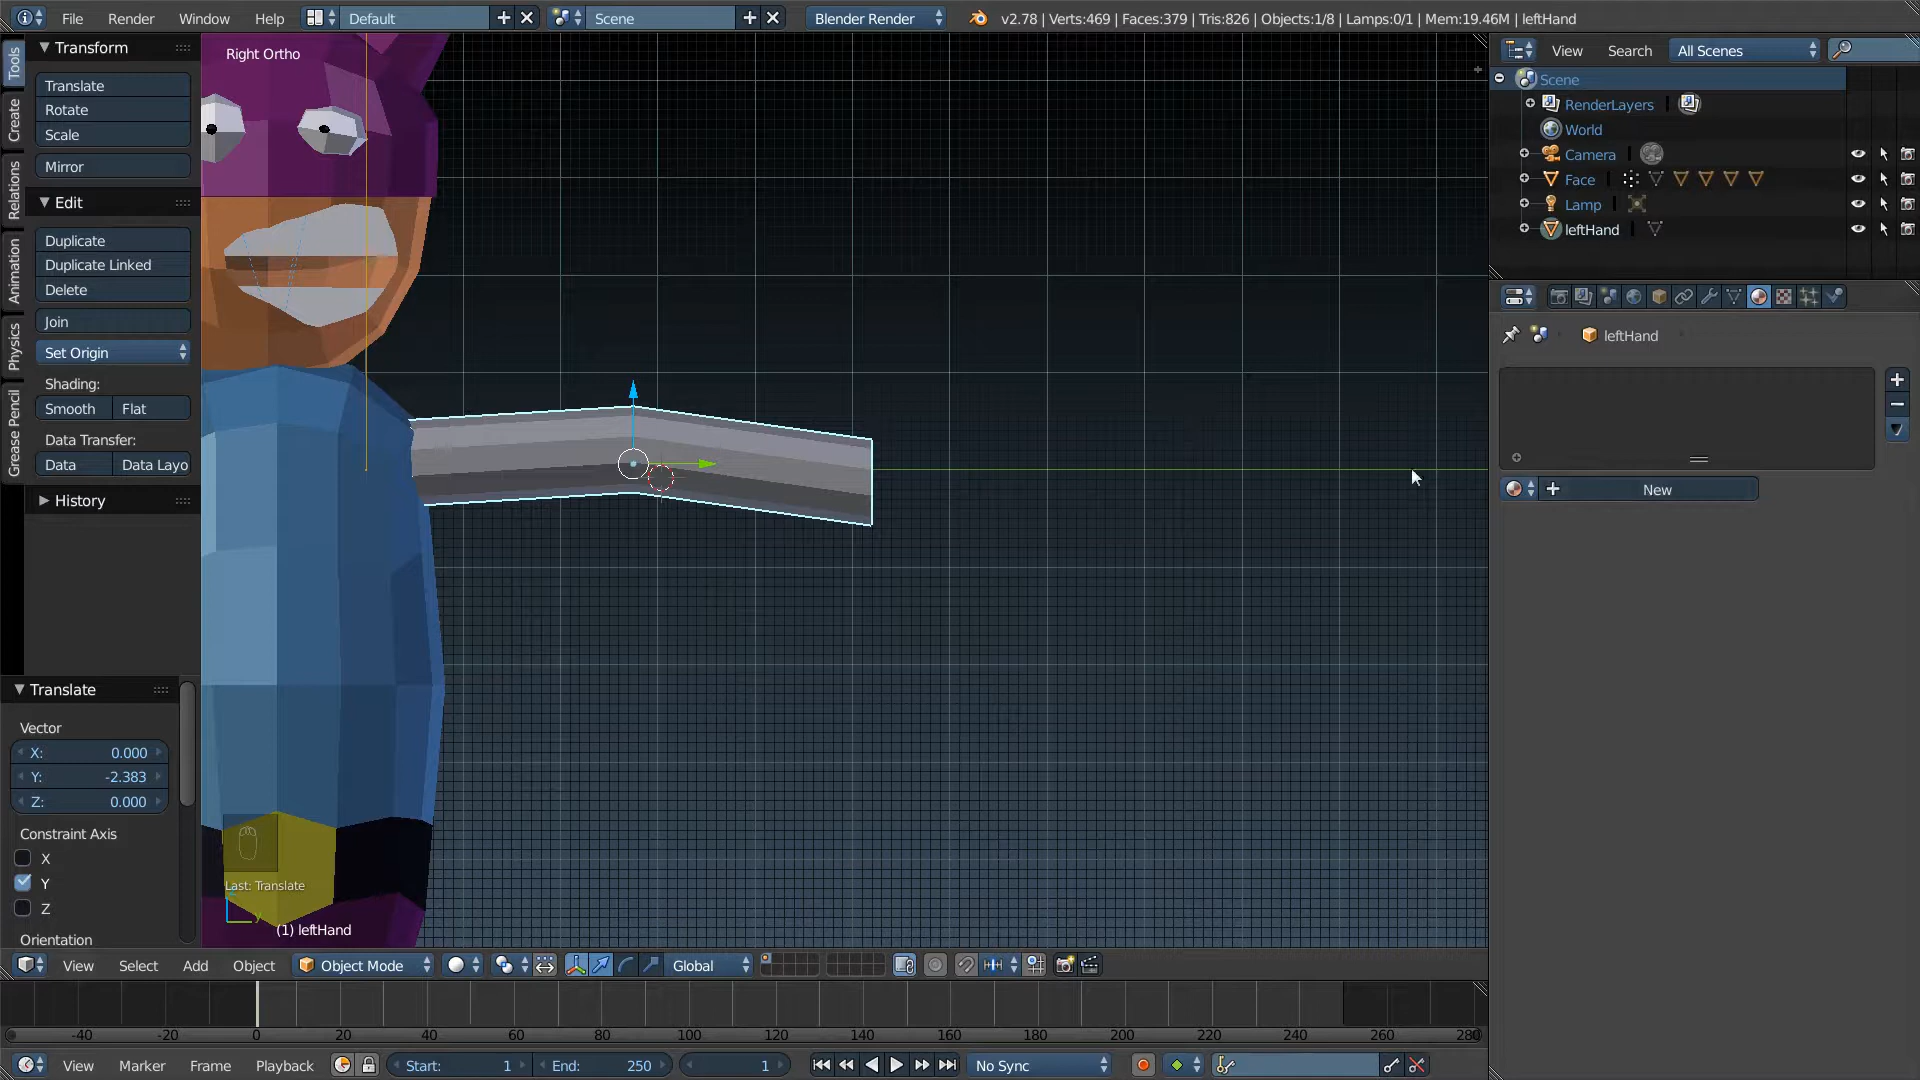 File Render Window Help Default Scene Blender Render v2.78 | Verts:469 | Faces:379 | Tris:826 | Objects:1/8 | Lamps:0/1 | Mem:19.46M | leftHand
Tools
Create
Relations
Animation
Physics
Grease Pencil
Transform
Translate
Rotate
Scale
Mirror
Edit
Duplicate
Duplicate Linked
Delete
Join
Set Origin
Shading:
Smooth Flat
Data Transfer:
Data Data Layo
History
Translate
Vector
X: 0.000
Y: -2.383
Z: 0.000
Constraint Axis
X
Y
Z
Orientation
Right Ortho
Last: Translate
(1) leftHand
View Search All Scenes
Scene
RenderLayers
World
Camera
Face
Lamp
leftHand
leftHand
New
View Select Add Object Object Mode Global
-40 -20 0 20 40 60 80 100 120 140 160 180 200 220 240 260 280
View Marker Frame Playback Start: 1 End: 250 1 No Sync